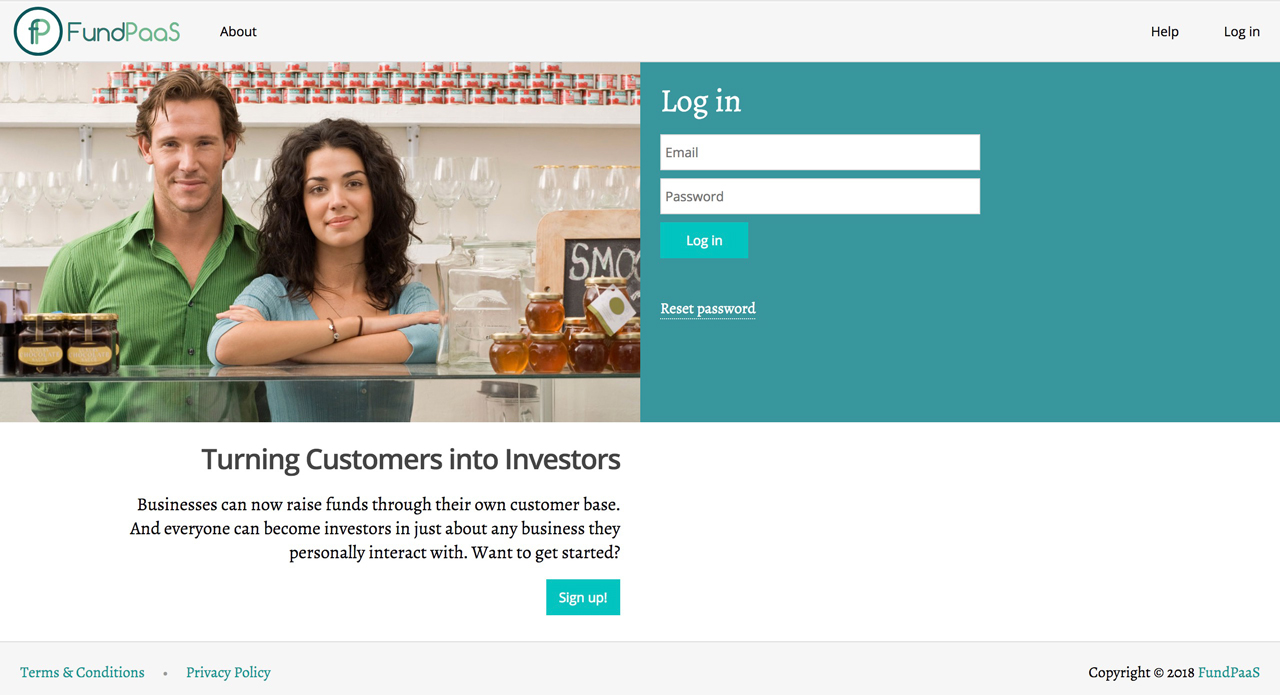 fP FundPaaS
About
Help
Log in
Log in
Email
Password
Log in
Reset password
SMOO
Turning Customers into Investors
Businesses can now raise funds through their own customer base.
And everyone can become investors in just about any business they
personally interact with. Want to get started?
Sign up!
Terms & Conditions • Privacy Policy
Copyright © 2018 FundPaaS